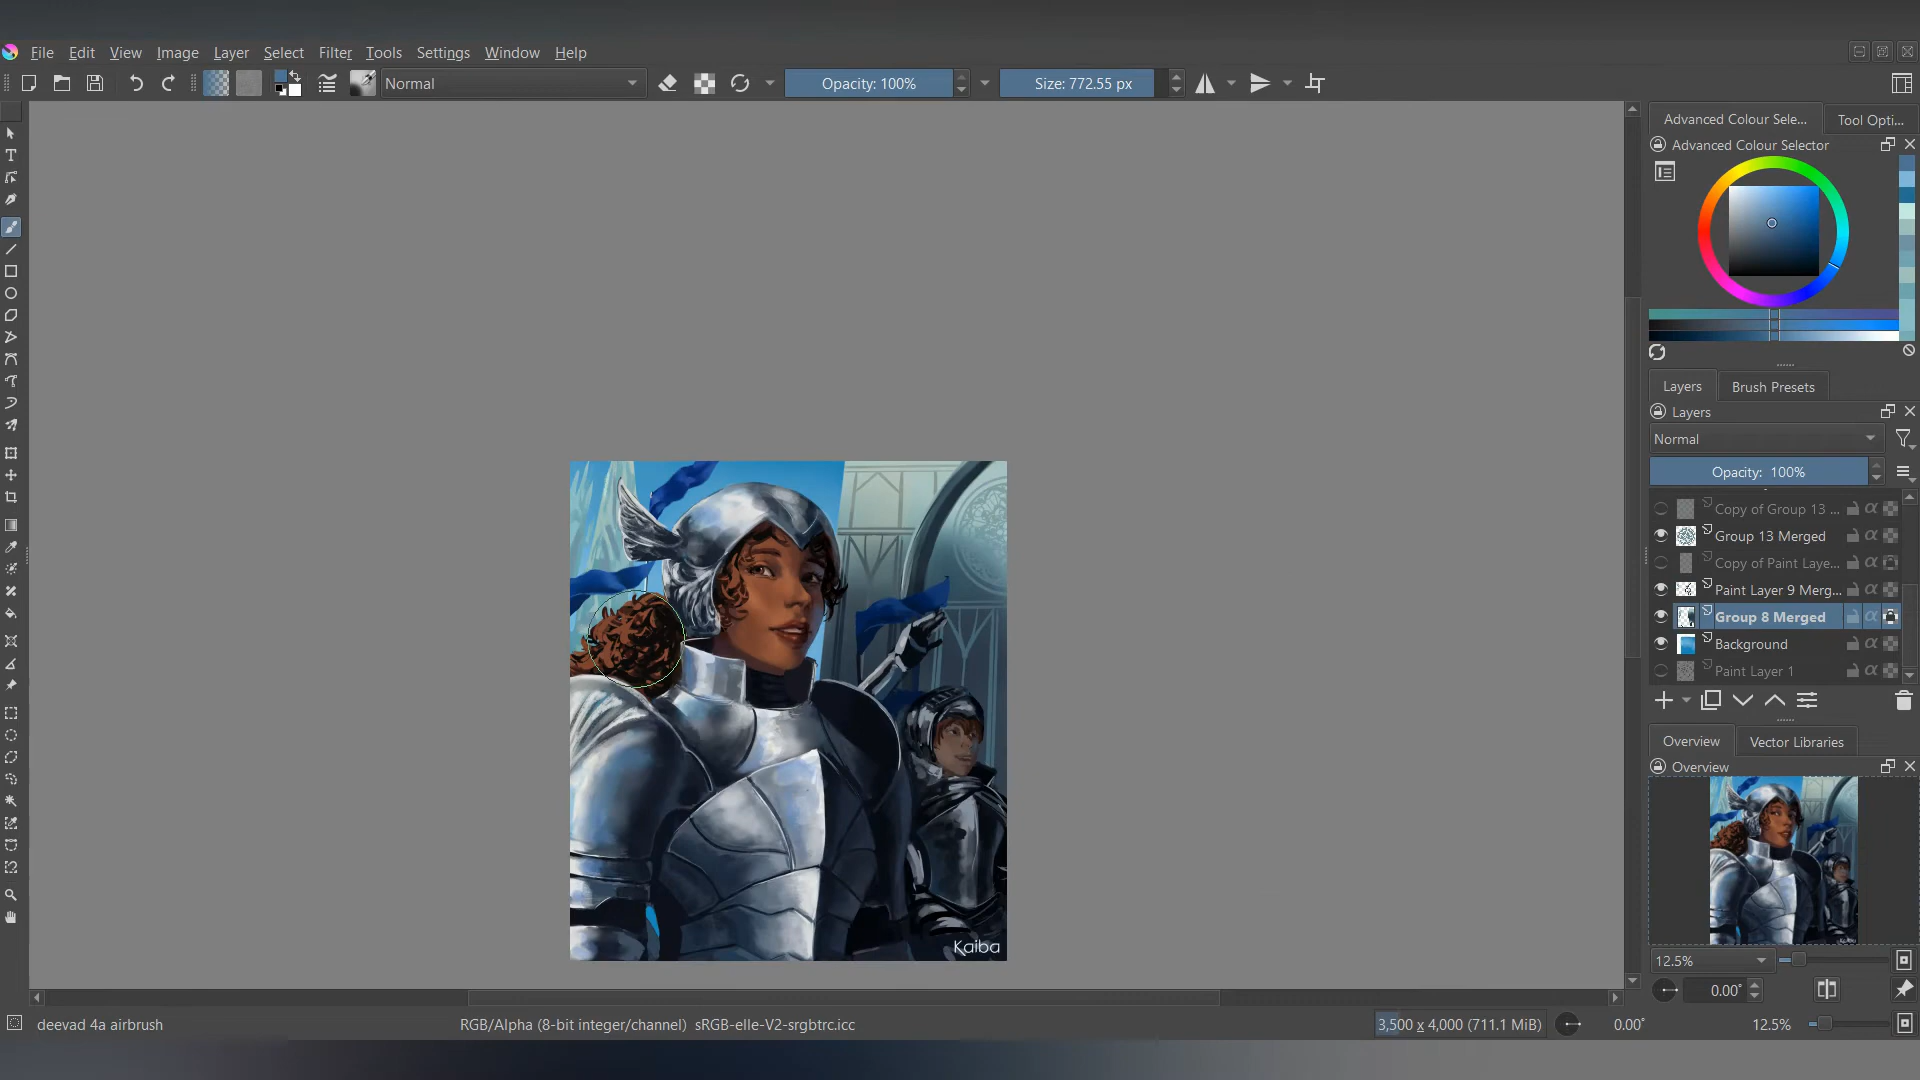 File Edit View Image Layer Select Filter Tools Settings Window Help
Normal Opacity: 100% Size: 772.55 px
Advanced Colour Sele... Tool Opti...
Advanced Colour Selector
Layers Brush Presets
Layers
Normal
Opacity: 100%
Copy of Group 13 ...
Group 13 Merged
Copy of Paint Laye...
Paint Layer 9 Merg...
Group 8 Merged
Background
Paint Layer 1
Overview Vector Libraries
Overview
Kaiba
12.5%
0.00°
deevad 4a airbrush RGB/Alpha (8-bit integer/channel) sRGB-elle-V2-srgbtrc.icc 3,500 x 4,000 (711.1 MiB) 0.00° 12.5%